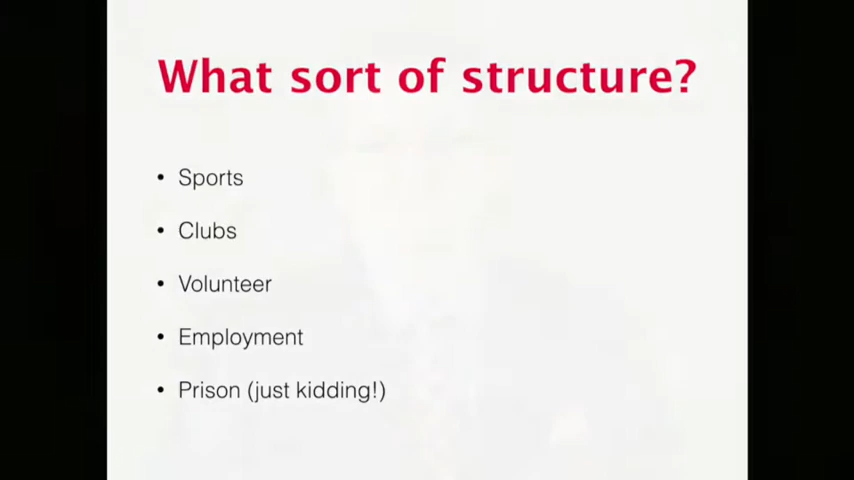 What sort of structure?
• Sports
• Clubs
• Volunteer
• Employment
• Prison (just kidding!)